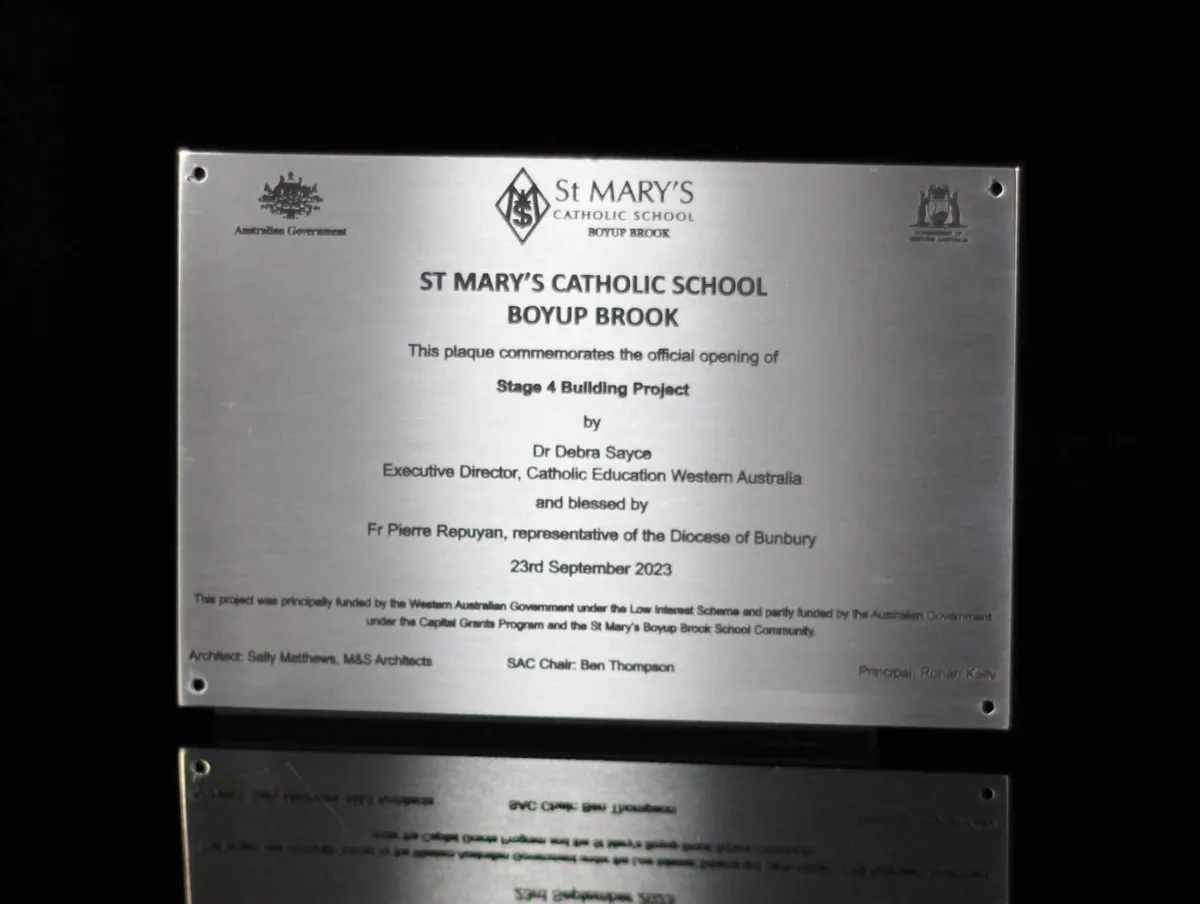 Australian Government
St MARY'S
CATHOLIC SCHOOL
BOYUP BROOK
GOVERNMENT OF
WESTERN AUSTRALIA
ST MARY'S CATHOLIC SCHOOL
BOYUP BROOK
This plaque commemorates the official opening of
Stage 4 Building Project
by
Dr Debra Sayce
Executive Director, Catholic Education Western Australia
and blessed by
Fr Pierre Repuyan, representative of the Diocese of Bunbury
23rd September 2023
This project was principally funded by the Western Australian Government under the Low Interest Scheme and partly funded by the Australian Government
under the Capital Grants Program and the St Mary's Boyup Brook School Community.
Architect: Sally Matthews, M&S Architects
SAC Chair: Ben Thompson
Principal: Ronan Kelly